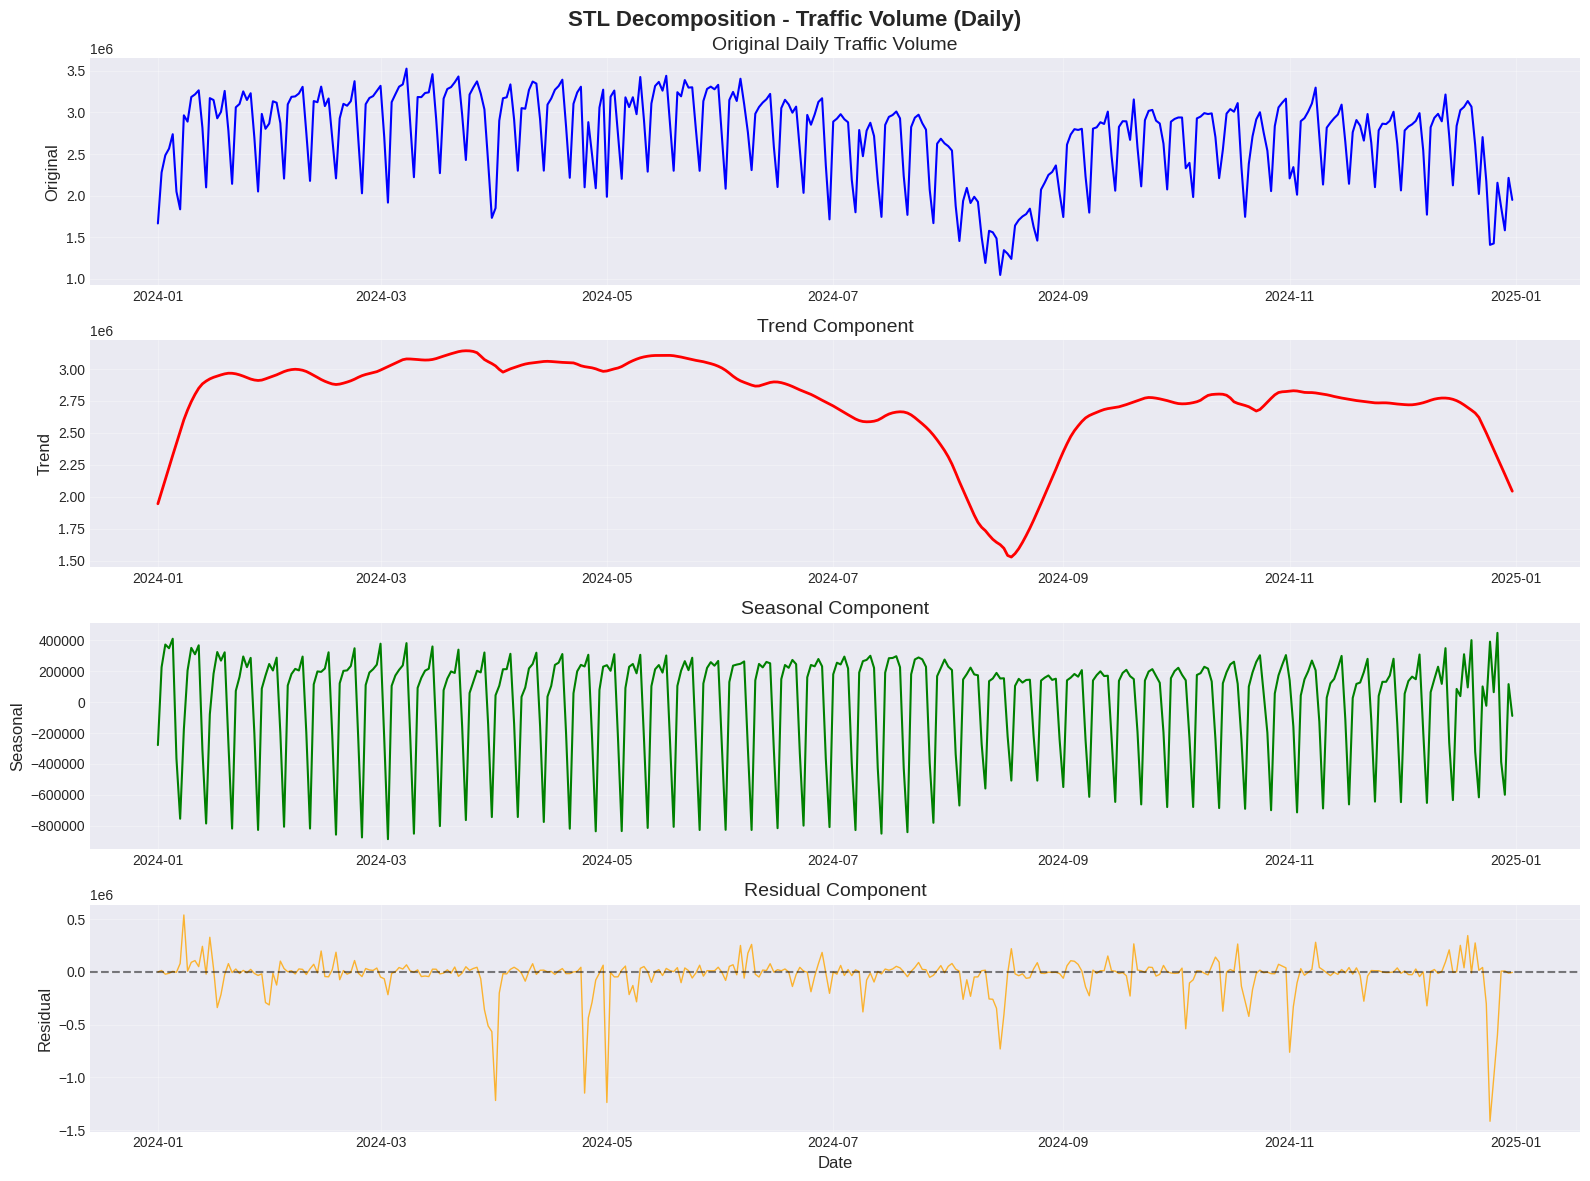 STL Decomposition - Traffic Volume (Daily)
Original Daily Traffic Volume
1e6
Original
3.5
3.0
2.5
2.0
1.5
1.0
2024-01 2024-03 2024-05 2024-07 2024-09 2024-11 2025-01
Trend Component
1e6
Trend
3.00
2.75
2.50
2.25
2.00
1.75
1.50
2024-01 2024-03 2024-05 2024-07 2024-09 2024-11 2025-01
Seasonal Component
Seasonal
400000
200000
0
−200000
−400000
−600000
−800000
2024-01 2024-03 2024-05 2024-07 2024-09 2024-11 2025-01
Residual Component
1e6
Residual
0.5
0.0
−0.5
−1.0
−1.5
2024-01 2024-03 2024-05 2024-07 2024-09 2024-11 2025-01
Date